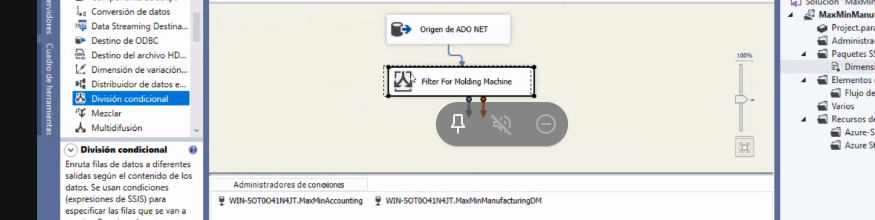 ervidores
Cuadro de herramientas
Conversión de datos
Data Streaming Destina...
Destino de ODBC
Destino del archivo HD...
Dimensión de variación...
Distribuidor de datos e...
División condicional
Mezclar
Multidifusión
División condicional
Enruta filas de datos a diferentes
salidas según el contenido de los
datos. Se usan condiciones
(expresiones de SSIS) para
especificar las filas que se van a
Origen de ADO NET
Filter For Molding Machine
100%
Administradores de conexiones
WIN-5OT0O41N4JT.MaxMinAccounting
WIN-5OT0O41N4JT.MaxMinManufacturingDM
Solución "MaxMin
MaxMinManuf
Project.para
Administrac
Paquetes SS
Dimensi
Elementos d
Flujo de
Varios
Recursos de
Azure-S
Azure St